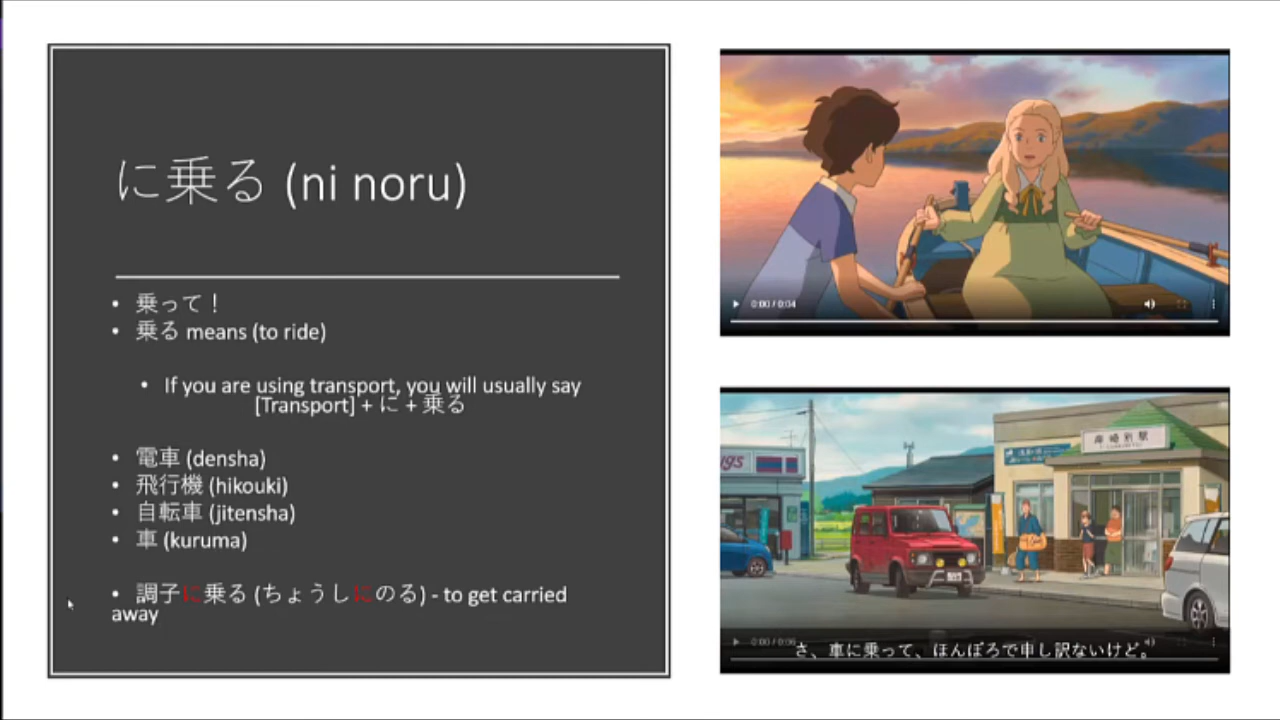 に乗る (ni noru)
• 乗って！
• 乗る means (to ride)
• If you are using transport, you will usually say
[Transport] + に + 乗る
• 電車 (densha)
• 飛行機 (hikouki)
• 自転車 (jitensha)
• 車 (kuruma)
• 調子に乗る (ちょうしにのる) - to get carried
away
0:00 / 0:04
0:00 / 0:06
さ、車に乗って、ほんぽろで申し訳ないけど。